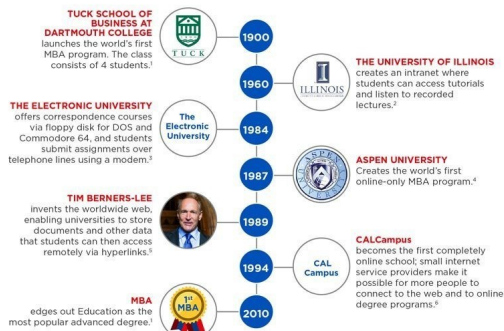 TUCK SCHOOL OF
BUSINESS AT
DARTMOUTH COLLEGE
launches the world's first
MBA program. The class
consists of 4 students.¹
TUCK
1900
1960
ILLINOIS
THE UNIVERSITY OF ILLINOIS
creates an intranet where
students can access tutorials
and listen to recorded
lectures.²
THE ELECTRONIC UNIVERSITY
offers correspondence courses
via floppy disk for DOS and
Commodore 64, and students
submit assignments over
telephone lines using a modem.³
The
Electronic
University
1984
1987
ASPEN UNIVERSITY
ASPEN UNIVERSITY
Creates the world's first
online-only MBA program.⁴
TIM BERNERS-LEE
invents the worldwide web,
enabling universities to store
documents and other data
that students can then access
remotely via hyperlinks.⁵
1989
1994
CAL
Campus
CALCampus
becomes the first completely
online school; small internet
service providers make it
possible for more people to
connect to the web and to online
degree programs.⁶
MBA
edges out Education as the
most popular advanced degree.¹
1st
MBA
2010